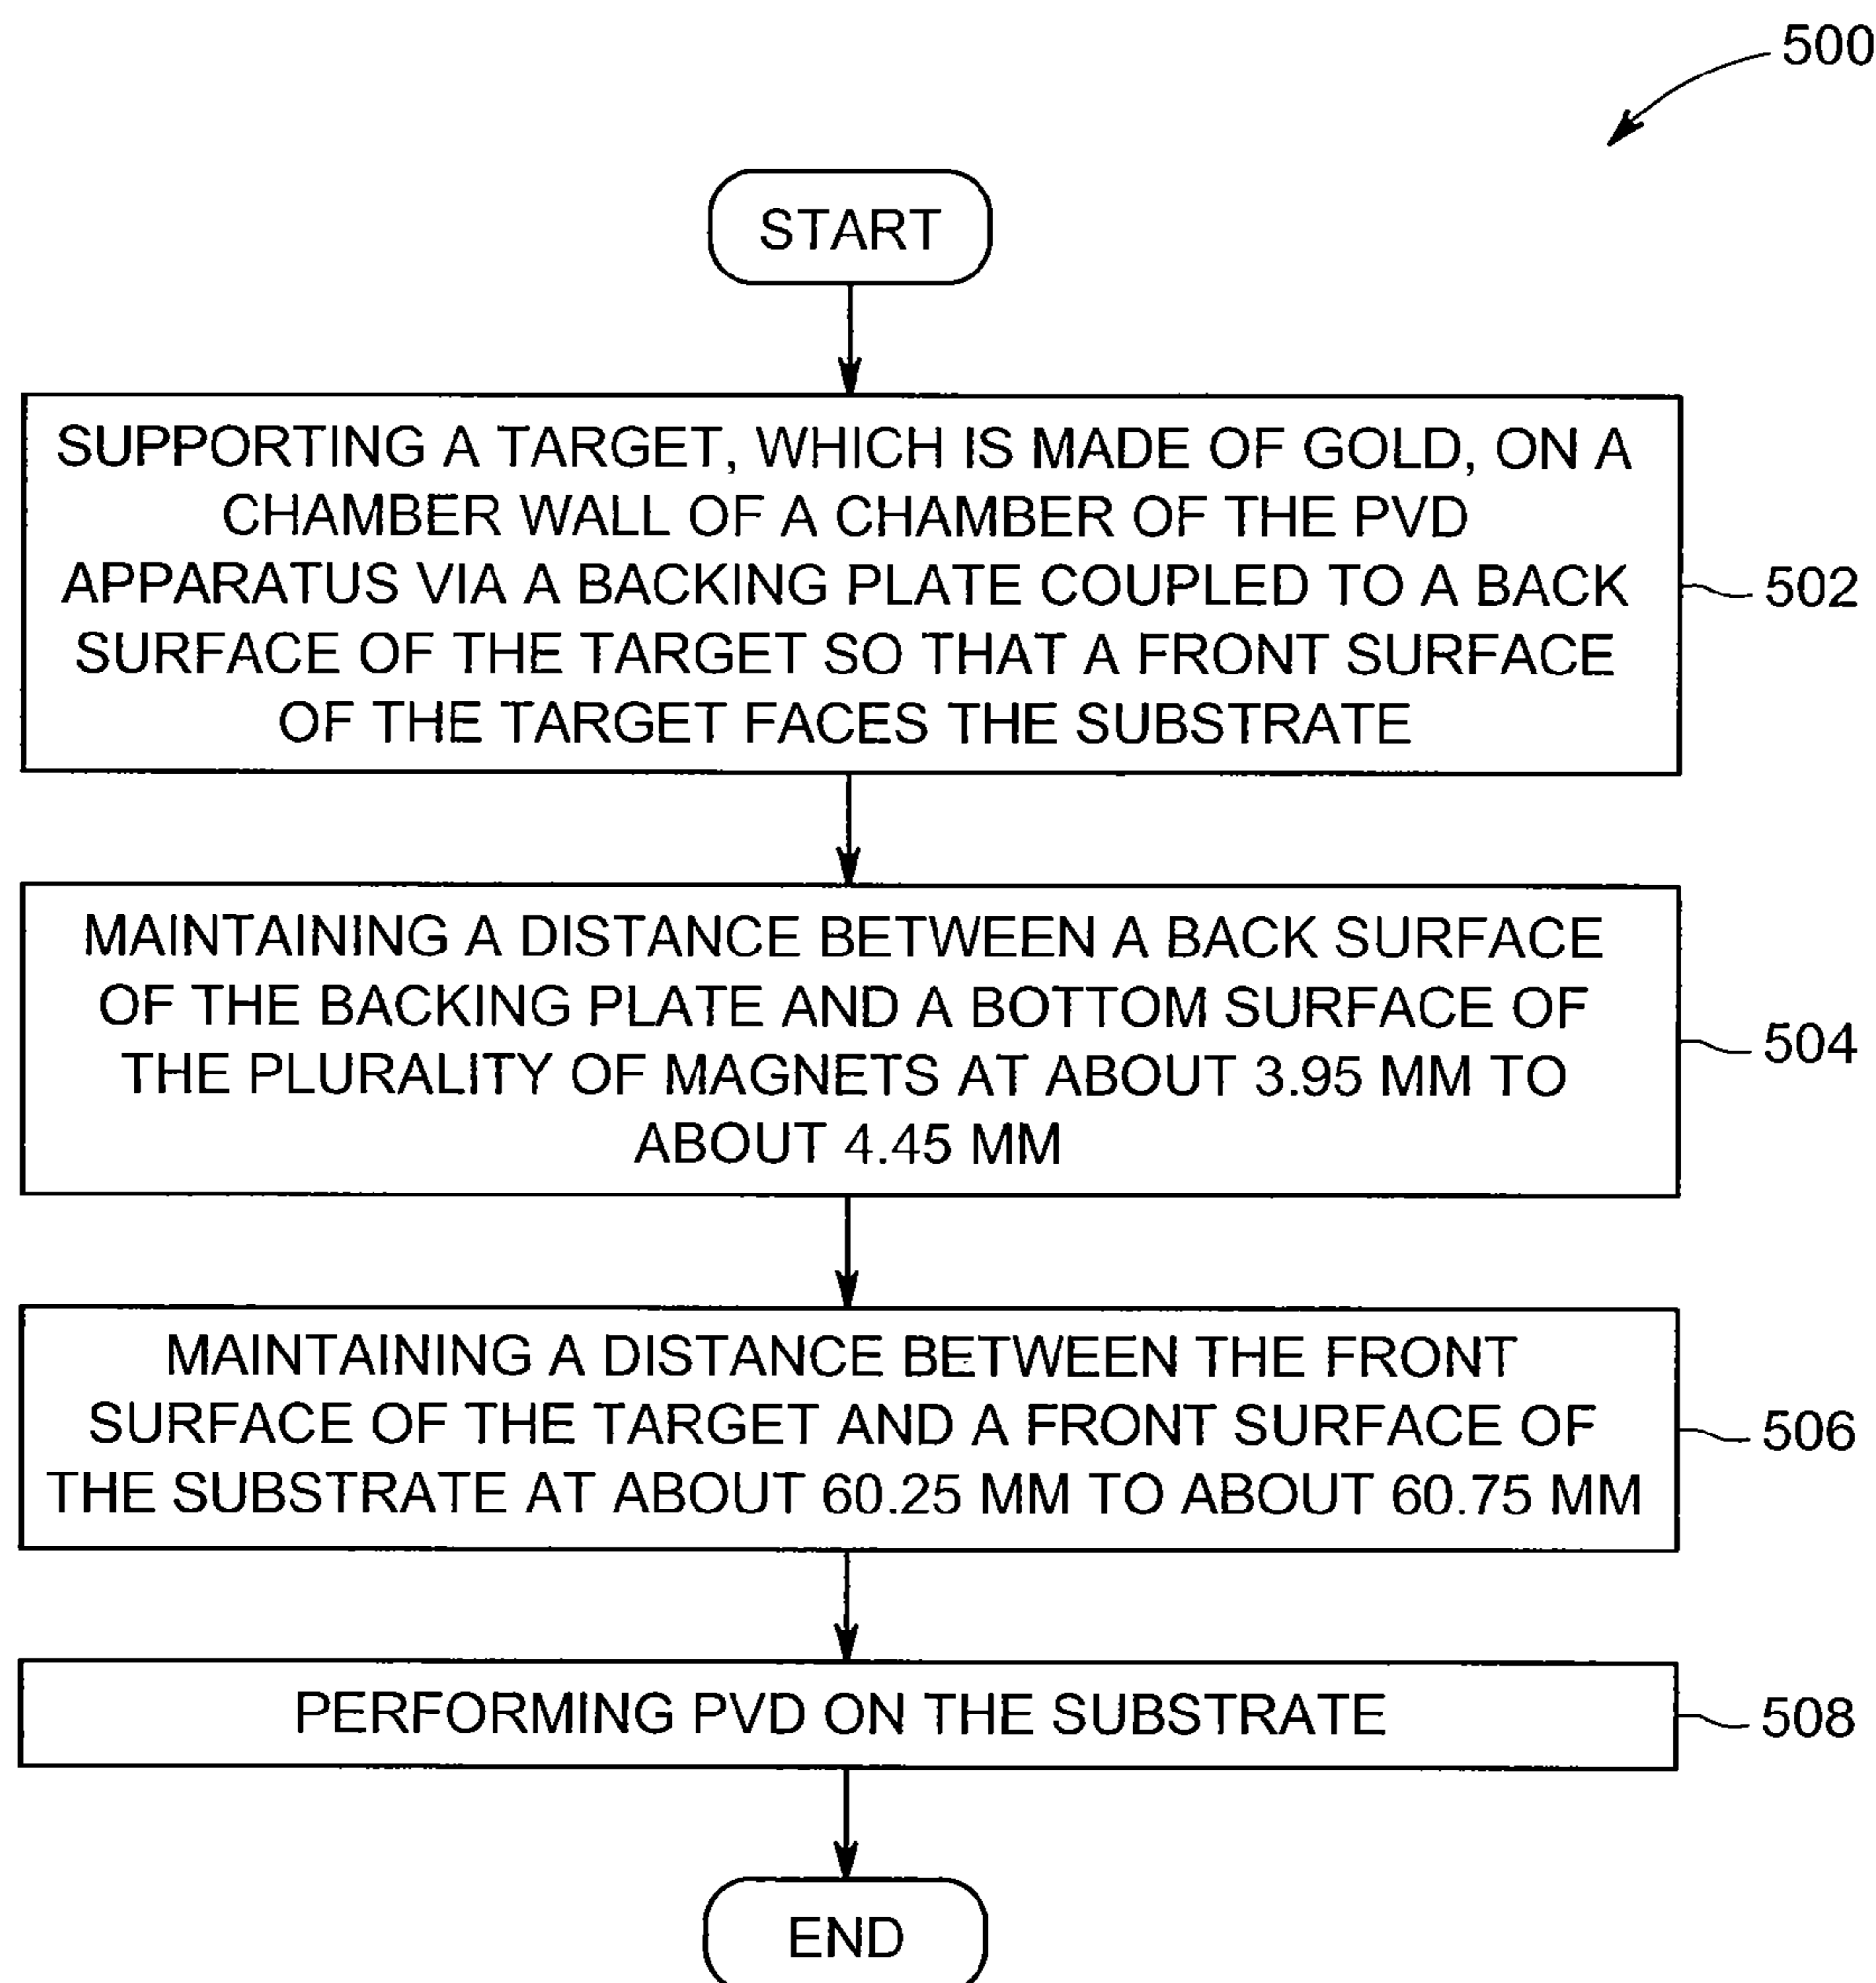 500
START
SUPPORTING A TARGET, WHICH IS MADE OF GOLD, ON A
CHAMBER WALL OF A CHAMBER OF THE PVD
APPARATUS VIA A BACKING PLATE COUPLED TO A BACK
SURFACE OF THE TARGET SO THAT A FRONT SURFACE
OF THE TARGET FACES THE SUBSTRATE
502
MAINTAINING A DISTANCE BETWEEN A BACK SURFACE
OF THE BACKING PLATE AND A BOTTOM SURFACE OF
THE PLURALITY OF MAGNETS AT ABOUT 3.95 MM TO
ABOUT 4.45 MM
504
MAINTAINING A DISTANCE BETWEEN THE FRONT
SURFACE OF THE TARGET AND A FRONT SURFACE OF
THE SUBSTRATE AT ABOUT 60.25 MM TO ABOUT 60.75 MM
506
PERFORMING PVD ON THE SUBSTRATE
508
END